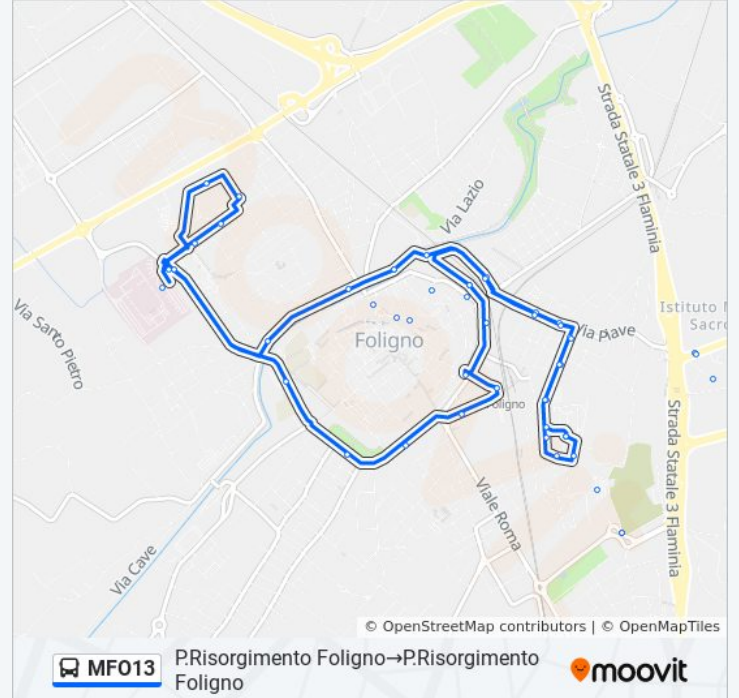 Via Lazio
Strada Statale 3 Flaminia
Via Santo Pietro
Via Piave
Istituto
Sacro
Foligno
oligno
Strada Statale 3 Flaminia
Viale Roma
Via Cave
© OpenStreetMap contributors | © OpenMapTiles
MFO13 P.Risorgimento Foligno→P.Risorgimento
Foligno
moovit